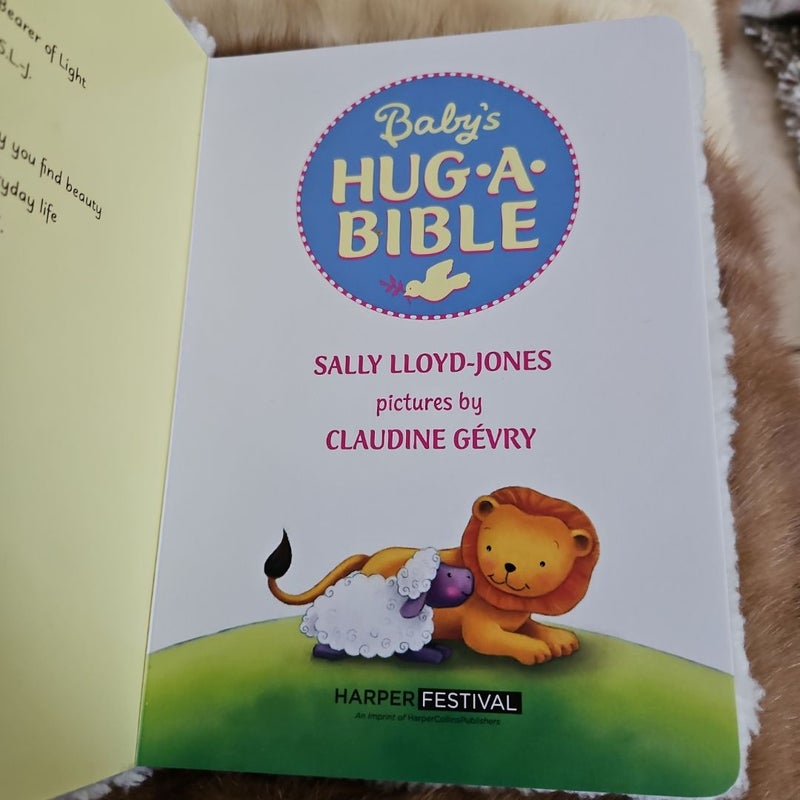 Bearer of Light
S.L-J.
you find beauty
life
Baby's
HUG•A•
BIBLE
SALLY LLOYD-JONES
pictures by
CLAUDINE GÉVRY
HARPER FESTIVAL
An Imprint of HarperCollinsPublishers